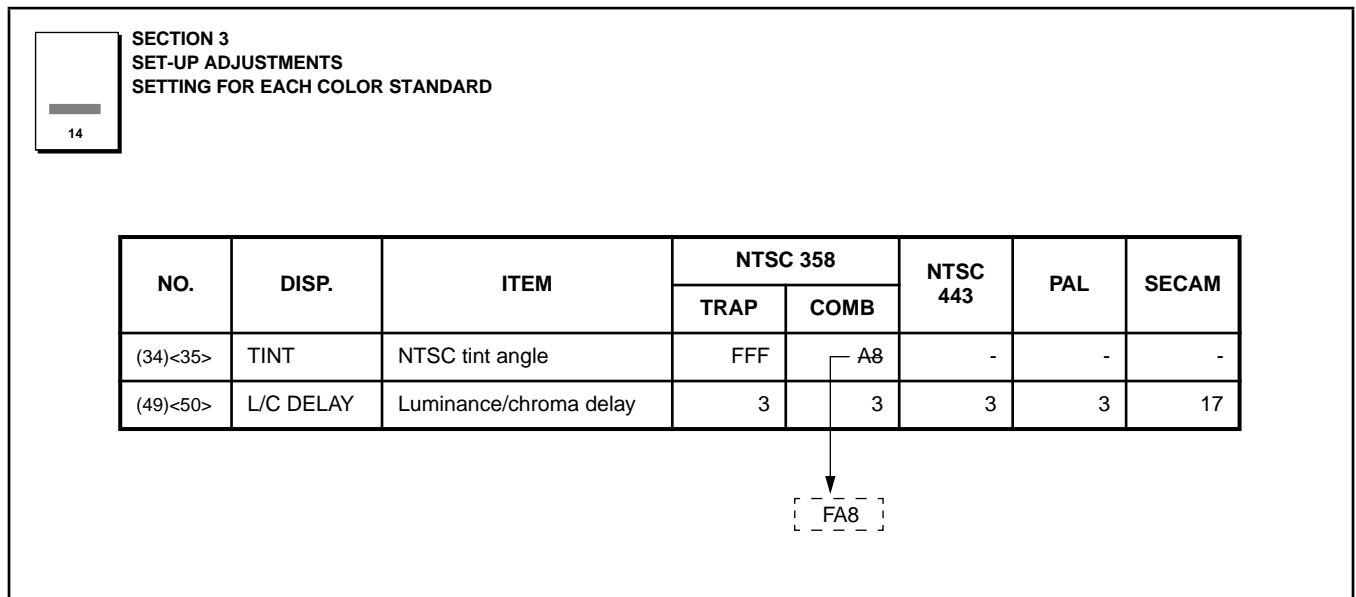 SECTION 3
SET-UP ADJUSTMENTS
SETTING FOR EACH COLOR STANDARD
14
NO. DISP. ITEM NTSC 358 NTSC 443 PAL SECAM
TRAP COMB
(34)<35> TINT NTSC tint angle FFF A8 - - -
(49)<50> L/C DELAY Luminance/chroma delay 3 3 3 3 17
FA8